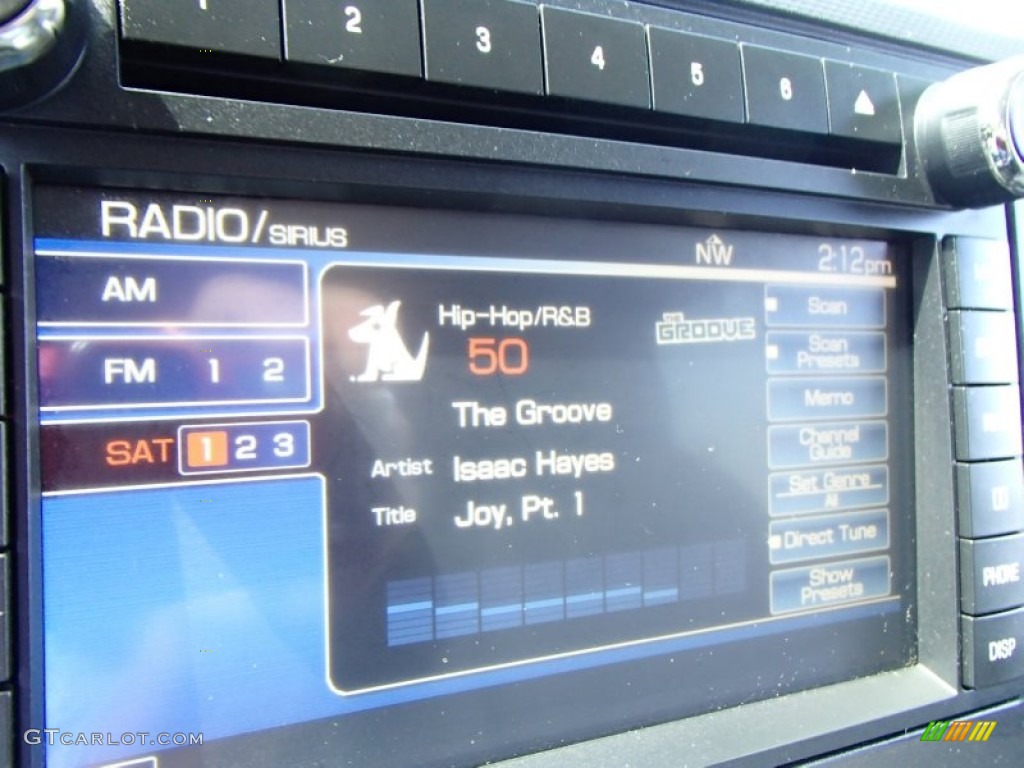 1 2 3 4 5 6
RADIO/SIRIUS
NW
2:12pm
AM
FM 1 2
SAT 1 2 3
Hip-Hop/R&B
50
THE
GROOVE
The Groove
Artist Isaac Hayes
Title Joy, Pt. 1
Scan
Scan
Presets
Memo
Channel
Guide
Set Genre
All
Direct Tune
Show
Presets
PHONE
DISP
GTCARLOT.COM